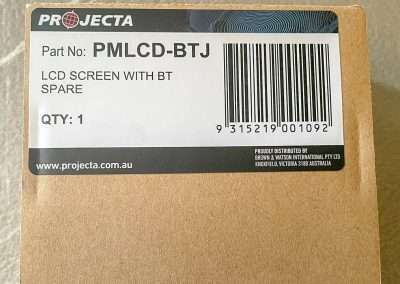 PROJECTA
Part No: PMLCD-BTJ
LCD SCREEN WITH BT
SPARE
QTY: 1
9 315219 001092
www.projecta.com.au
PROUDLY DISTRIBUTED BY
BROWN & WATSON INTERNATIONAL PTY LTD
KNOXFIELD, VICTORIA 3180 AUSTRALIA